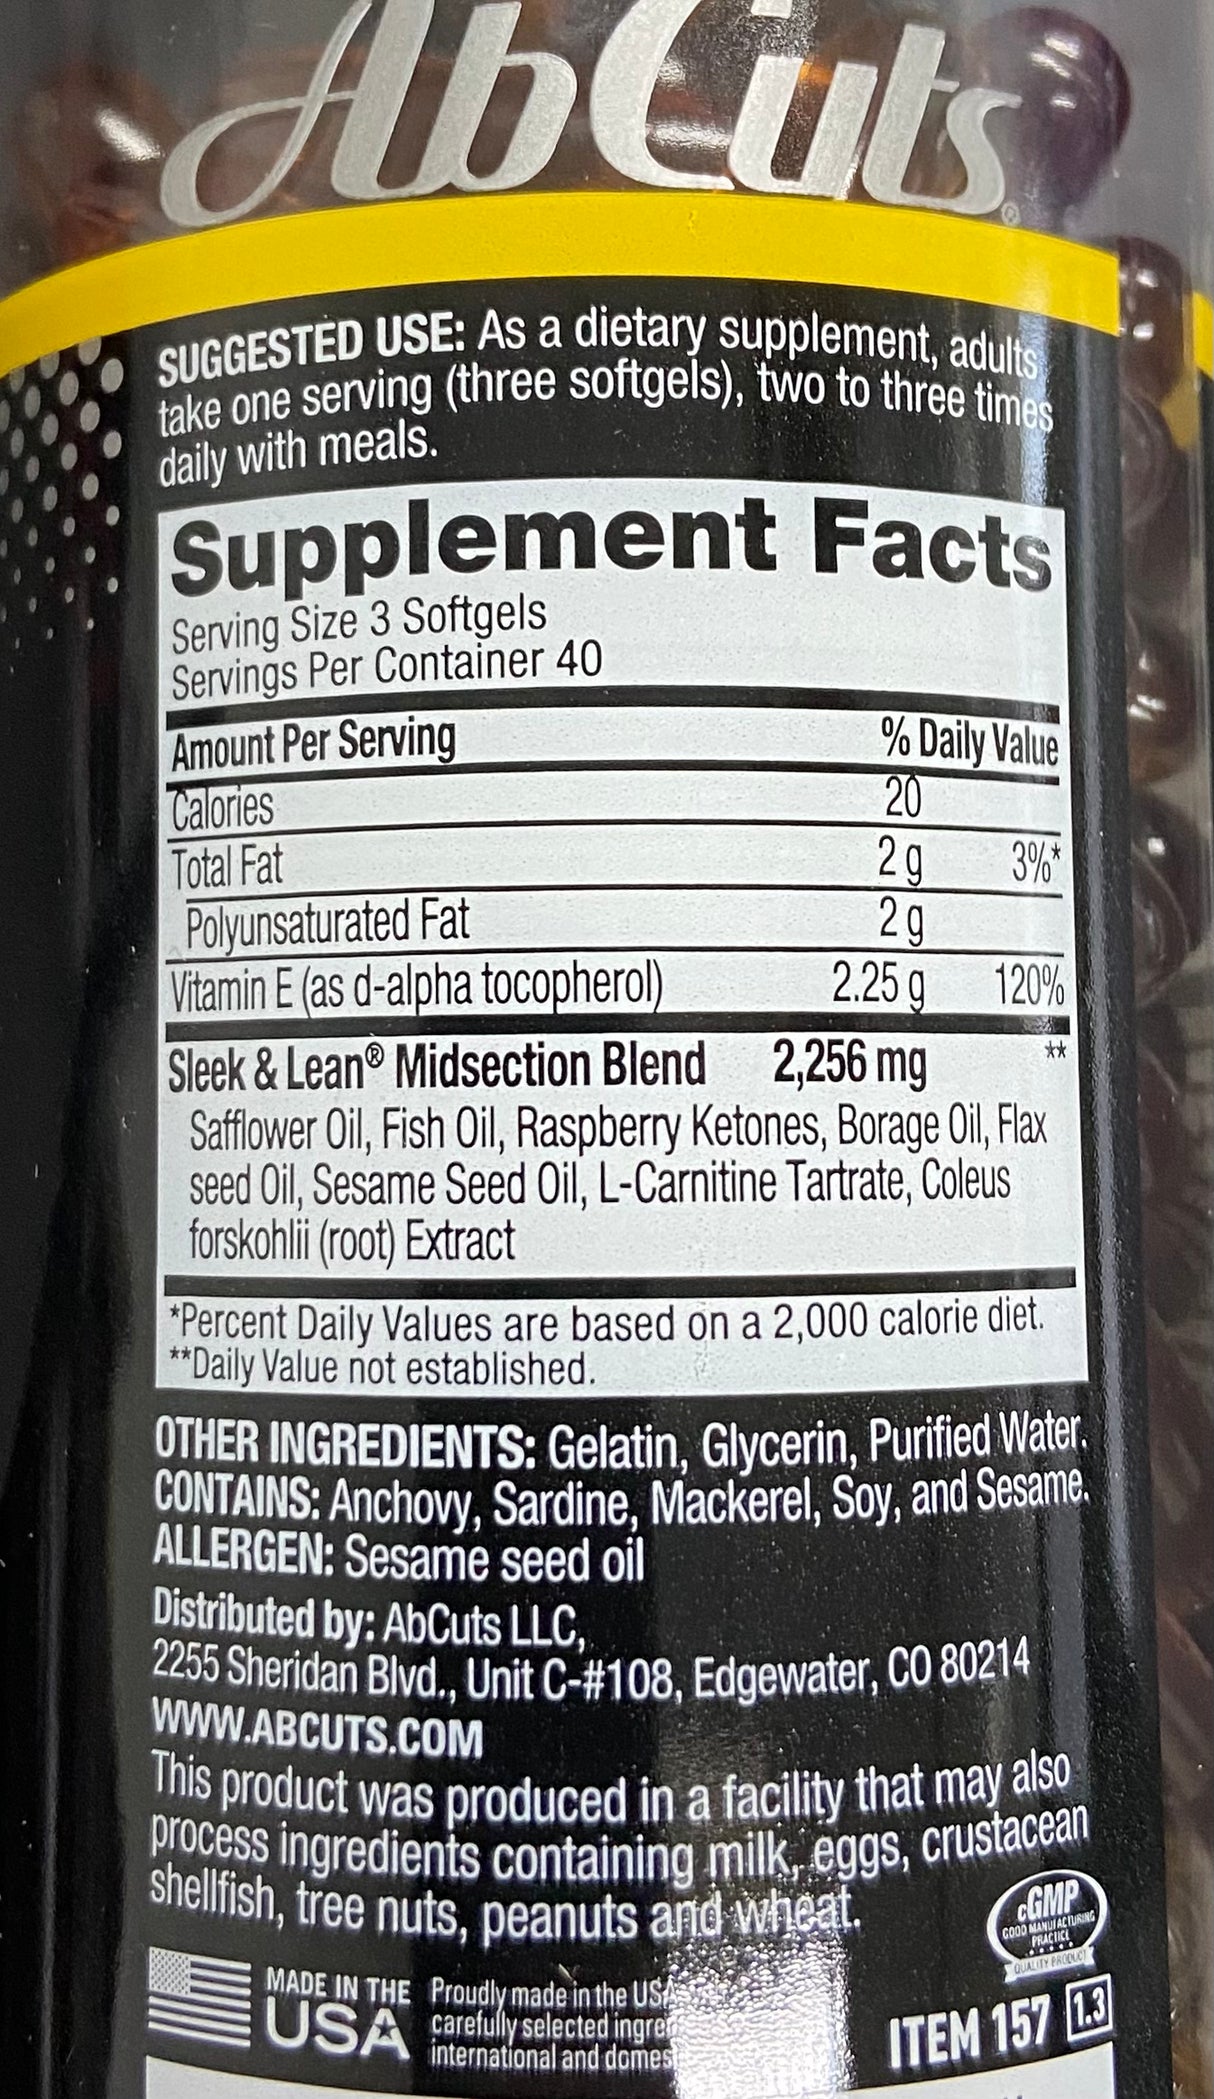 AbCuts®
SUGGESTED USE: As a dietary supplement, adults
take one serving (three softgels), two to three times
daily with meals.
Supplement Facts
Serving Size 3 Softgels
Servings Per Container 40
Amount Per Serving % Daily Value
Calories 20
Total Fat 2 g 3%*
Polyunsaturated Fat 2 g
Vitamin E (as d-alpha tocopherol) 2.25 g 120%
Sleek & Lean® Midsection Blend 2,256 mg **
Safflower Oil, Fish Oil, Raspberry Ketones, Borage Oil, Flax
seed Oil, Sesame Seed Oil, L-Carnitine Tartrate, Coleus
forskohlii (root) Extract
*Percent Daily Values are based on a 2,000 calorie diet.
**Daily Value not established.
OTHER INGREDIENTS: Gelatin, Glycerin, Purified Water.
CONTAINS: Anchovy, Sardine, Mackerel, Soy, and Sesame.
ALLERGEN: Sesame seed oil
Distributed by: AbCuts LLC,
2255 Sheridan Blvd., Unit C-#108, Edgewater, CO 80214
WWW.ABCUTS.COM
This product was produced in a facility that may also
process ingredients containing milk, eggs, crustacean
shellfish, tree nuts, peanuts and wheat.
cGMP
GOOD MANUFACTURING
PRACTICE
QUALITY PRODUCT
MADE IN THE
USA
Proudly made in the USA
carefully selected
international and
ITEM 157 1.3